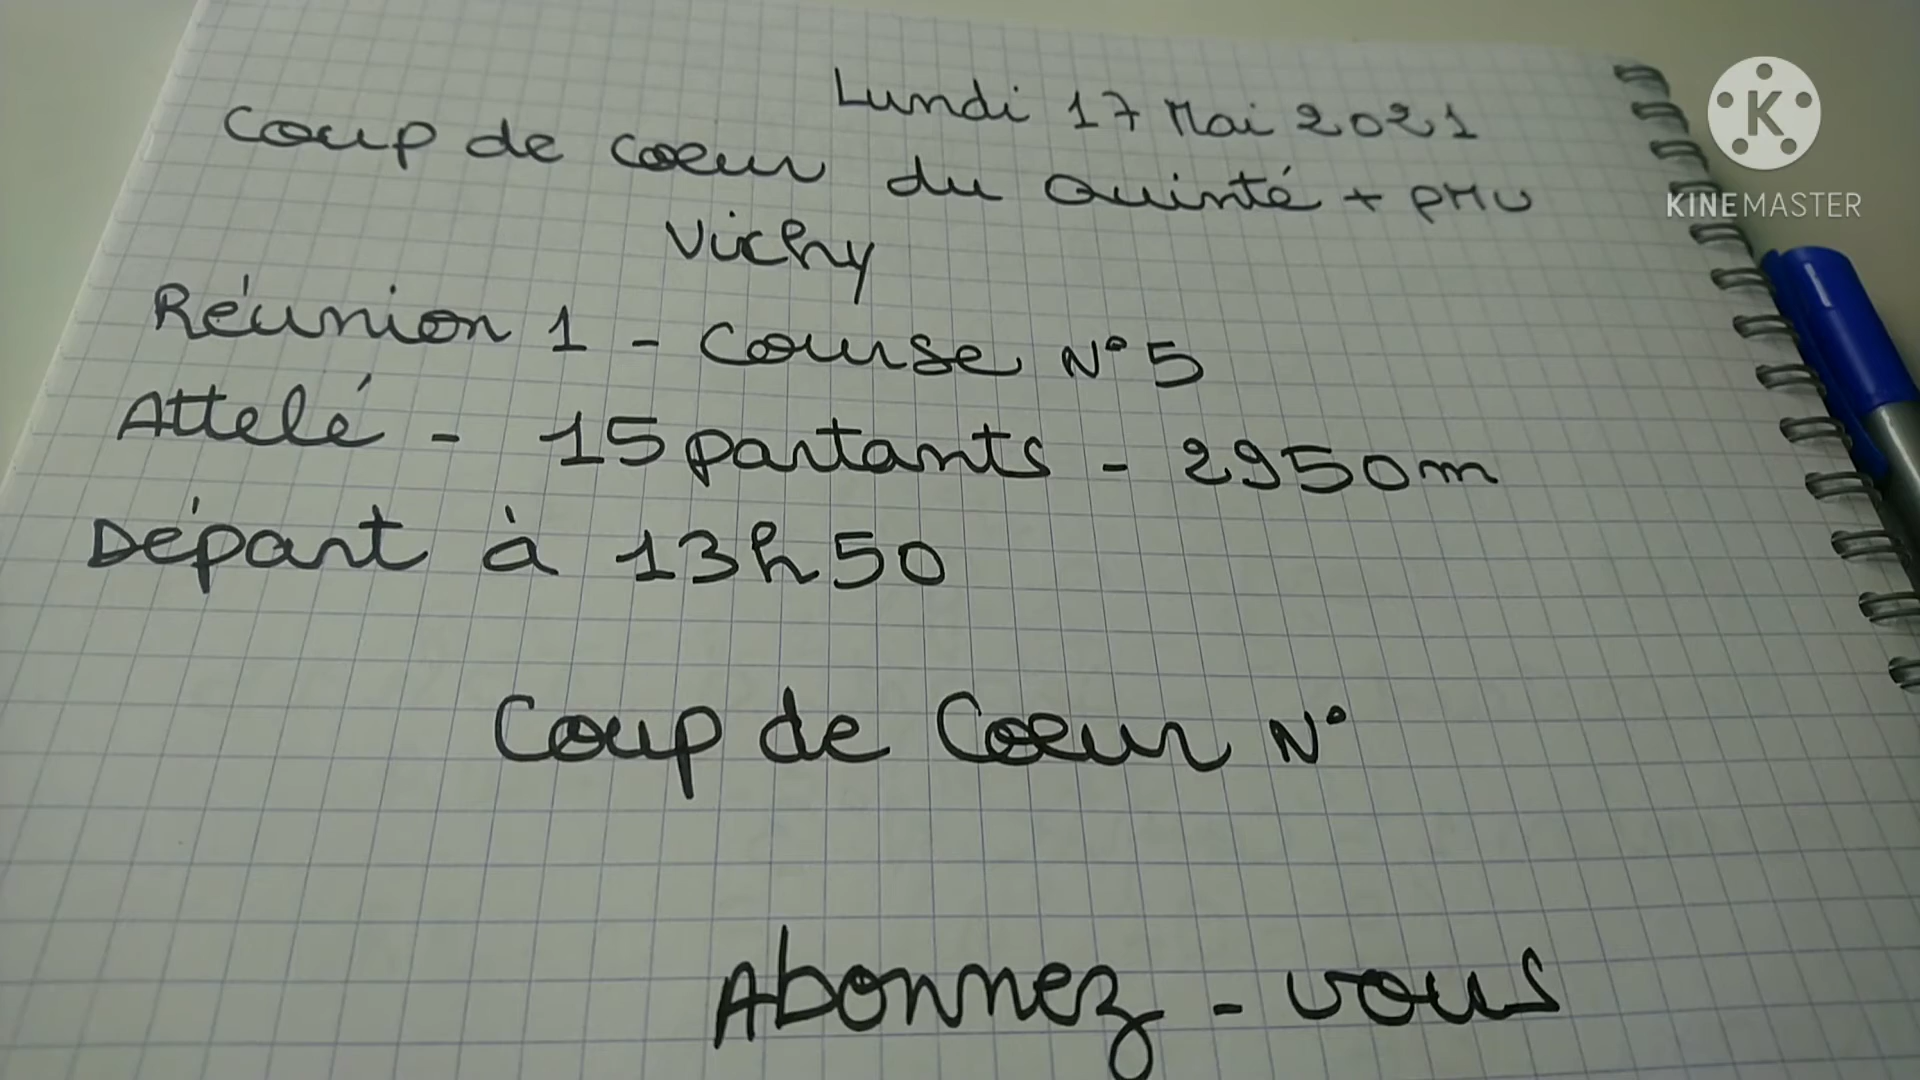 Lundi 17 Mai 2021
Coup de coeur du Quinté + PMU
Vichy
Réunion 1 - Course N° 5
Attelé - 15 partants - 2950m
Départ à 13h50
Coup de Coeur N°
Abonnez-vous
K
KINEMASTER